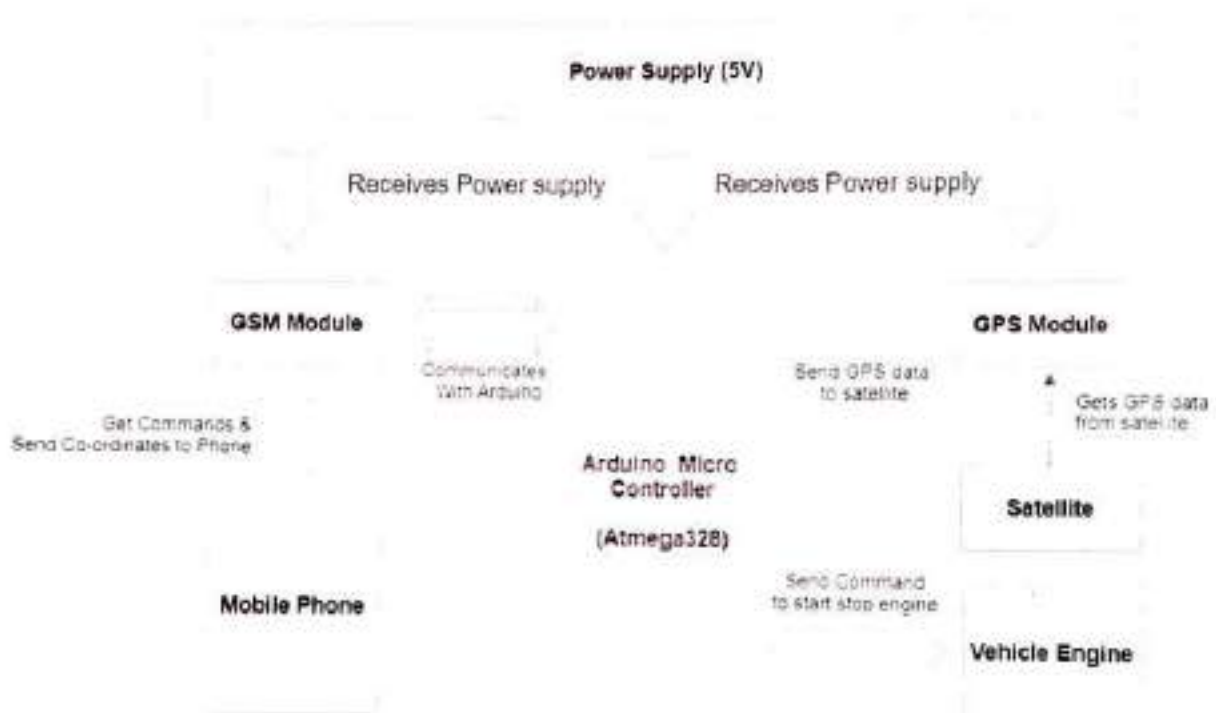 Power Supply (5V)
Receives Power supply
Receives Power supply
GSM Module
GPS Module
Communicates
With Arduino
Send GPS data
to satellite
Gets GPS data
from satellite
Get Commands &
Send Co-ordinates to Phone
Arduino Micro
Controller
(Atmega328)
Satellite
Send Command
to start stop engine
Mobile Phone
Vehicle Engine